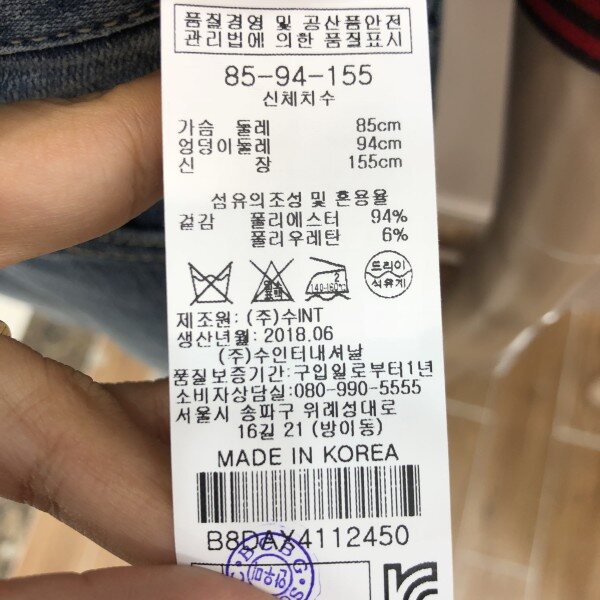 품질경영 및 공산품안전
관리법에 의한 품질표시
85-94-155
신체치수
가슴 둘레 85cm
엉덩이둘레 94cm
신 장 155cm
섬유의조성 및 혼용율
겉감 폴리에스터 94%
폴리우레탄 6%
2
140-160℃
드라이
석유계
제조원: (주)수INT
생산년월: 2018.06
(주)수인터내셔날
품질보증기간:구입일로부터1년
소비자상담실:080-990-5555
서울시 송파구 위례성대로
16길 21 (방이동)
MADE IN KOREA
B8DAX4112450